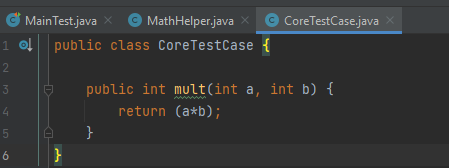 MainTest.java × MathHelper.java × CoreTestCase.java ×
1 public class CoreTestCase {
2
3 public int mult(int a, int b) {
4 return (a*b);
5 }
6 }